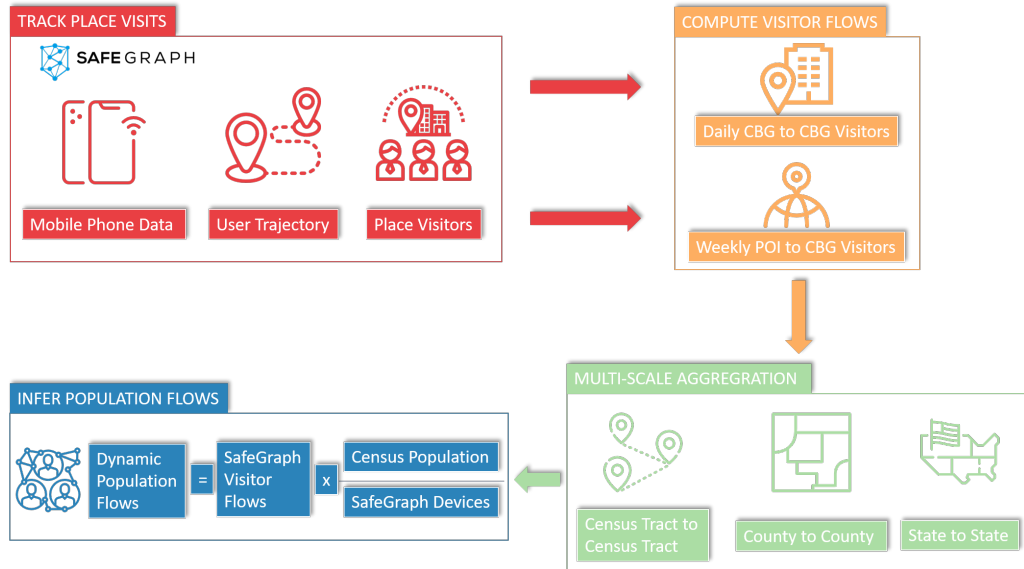 TRACK PLACE VISITS
SAFEGRAPH
Mobile Phone Data
User Trajectory
Place Visitors
COMPUTE VISITOR FLOWS
Daily CBG to CBG Visitors
Weekly POI to CBG Visitors
MULTI-SCALE AGGREGRATION
Census Tract to
Census Tract
County to County
State to State
INFER POPULATION FLOWS
Dynamic
Population
Flows
=
SafeGraph
Visitor
Flows
x
Census Population
SafeGraph Devices